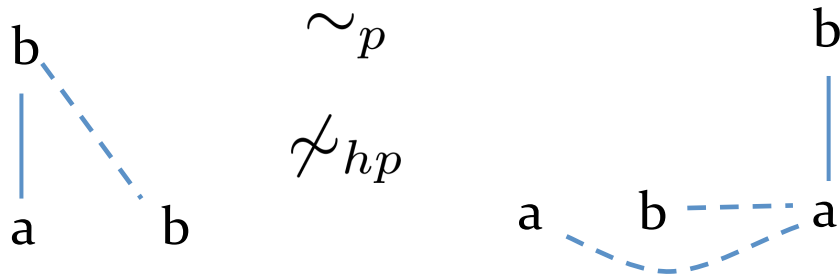 b ∼ₚ b
≁ₕₚ
a b a b a